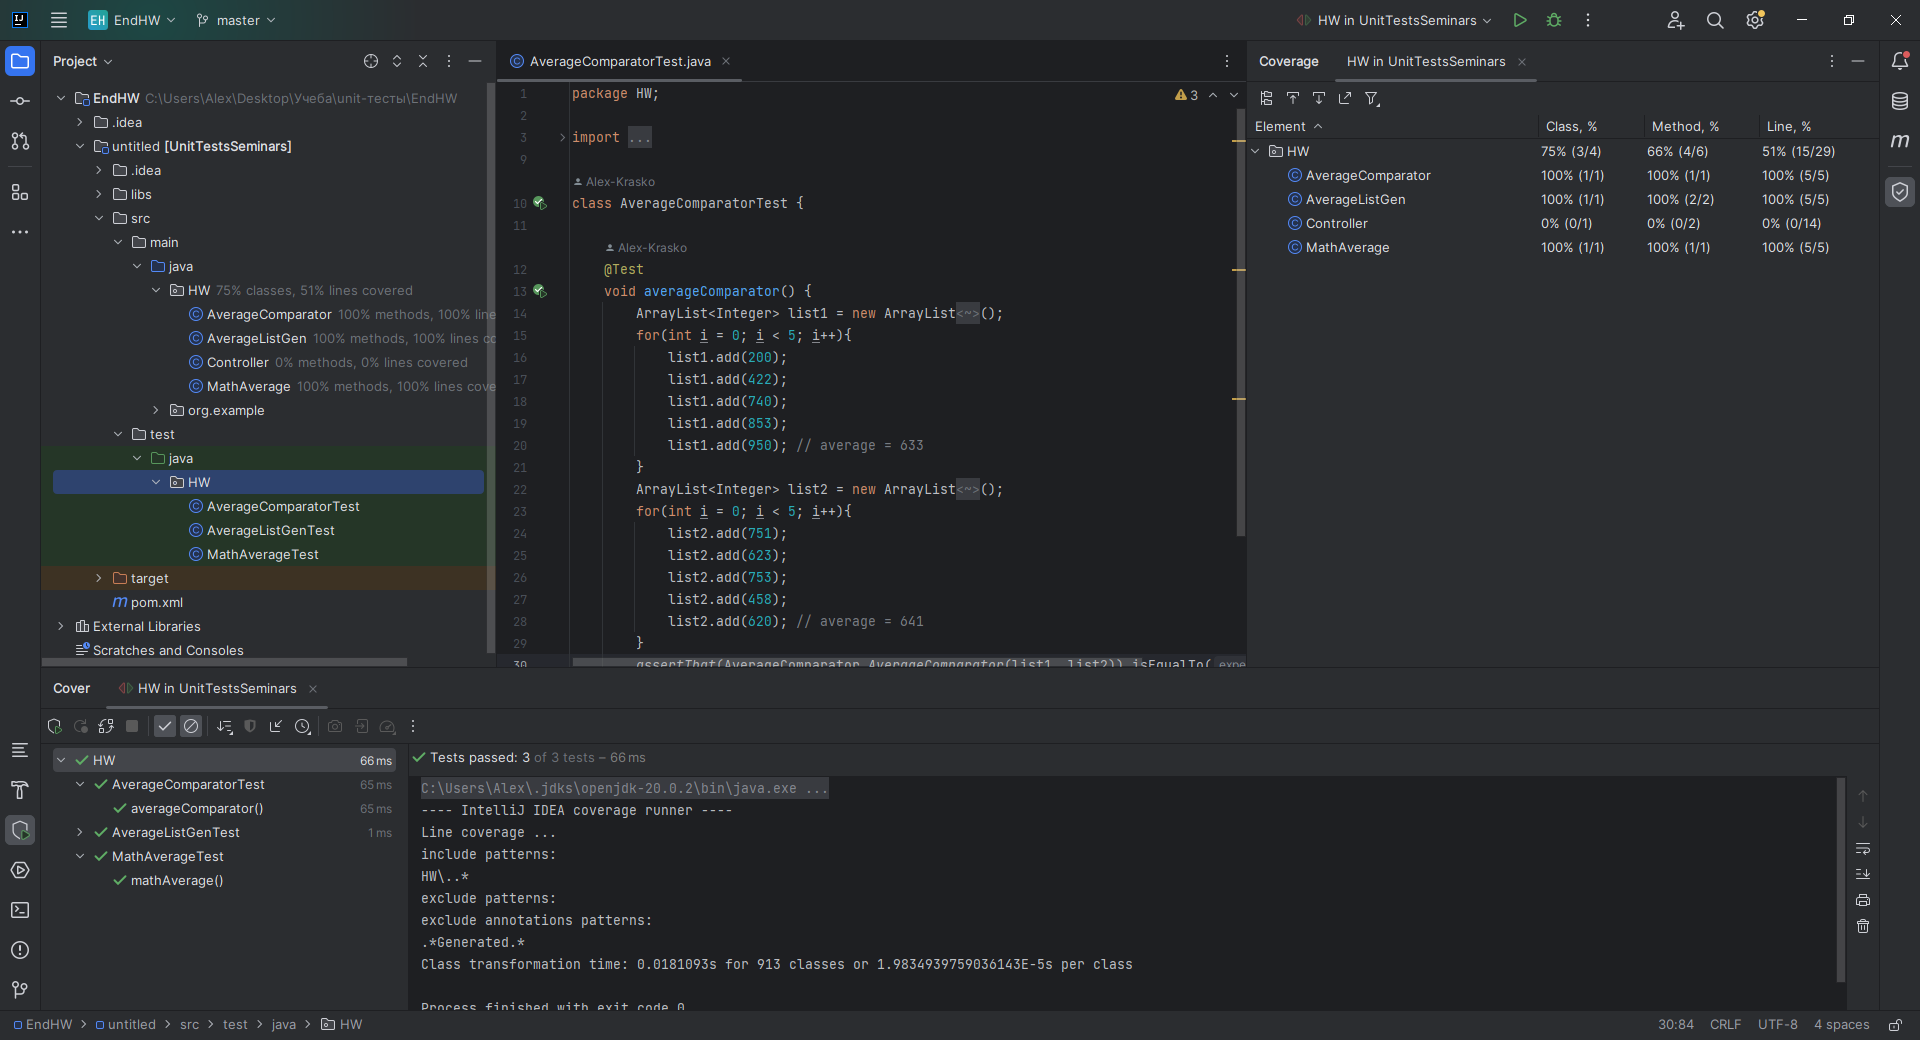 EH EndHW
master
HW in UnitTestsSeminars
Project
EndHW C:\Users\Alex\Desktop\Учеба\unit-тесты\EndHW
.idea
untitled [UnitTestsSeminars]
.idea
libs
src
main
java
HW 75% classes, 51% lines covered
AverageComparator 100% methods, 100% line
AverageListGen 100% methods, 100% lines co
Controller 0% methods, 0% lines covered
MathAverage 100% methods, 100% lines cove
org.example
test
java
HW
AverageComparatorTest
AverageListGenTest
MathAverageTest
target
m pom.xml
External Libraries
Scratches and Consoles
AverageComparatorTest.java
3
1 package HW;
2
3 import ...
9
Alex-Krasko
10 class AverageComparatorTest {
11
Alex-Krasko
12 @Test
13 void averageComparator() {
14 ArrayList<Integer> list1 = new ArrayList<~>();
15 for(int i = 0; i < 5; i++){
16 list1.add(200);
17 list1.add(422);
18 list1.add(740);
19 list1.add(853);
20 list1.add(950); // average = 633
21 }
22 ArrayList<Integer> list2 = new ArrayList<~>();
23 for(int i = 0; i < 5; i++){
24 list2.add(751);
25 list2.add(623);
26 list2.add(753);
27 list2.add(458);
28 list2.add(620); // average = 641
29 }
30 assertThat(AverageComparator.AverageComparator(list1, list2)).isEqualTo( expe
Coverage HW in UnitTestsSeminars
Element Class, % Method, % Line, %
HW 75% (3/4) 66% (4/6) 51% (15/29)
AverageComparator 100% (1/1) 100% (1/1) 100% (5/5)
AverageListGen 100% (1/1) 100% (2/2) 100% (5/5)
Controller 0% (0/1) 0% (0/2) 0% (0/14)
MathAverage 100% (1/1) 100% (1/1) 100% (5/5)
m
Cover HW in UnitTestsSeminars
HW 66 ms
AverageComparatorTest 65 ms
averageComparator() 65 ms
AverageListGenTest 1 ms
MathAverageTest
mathAverage()
Tests passed: 3 of 3 tests – 66 ms
C:\Users\Alex\.jdks\openjdk-20.0.2\bin\java.exe ...
---- IntelliJ IDEA coverage runner ----
Line coverage ...
include patterns:
HW\..*
exclude patterns:
exclude annotations patterns:
.*Generated.*
Class transformation time: 0.0181093s for 913 classes or 1.9834939759036143E-5s per class
Process finished with exit code 0
EndHW > untitled > src > test > java > HW
30:84 CRLF UTF-8 4 spaces